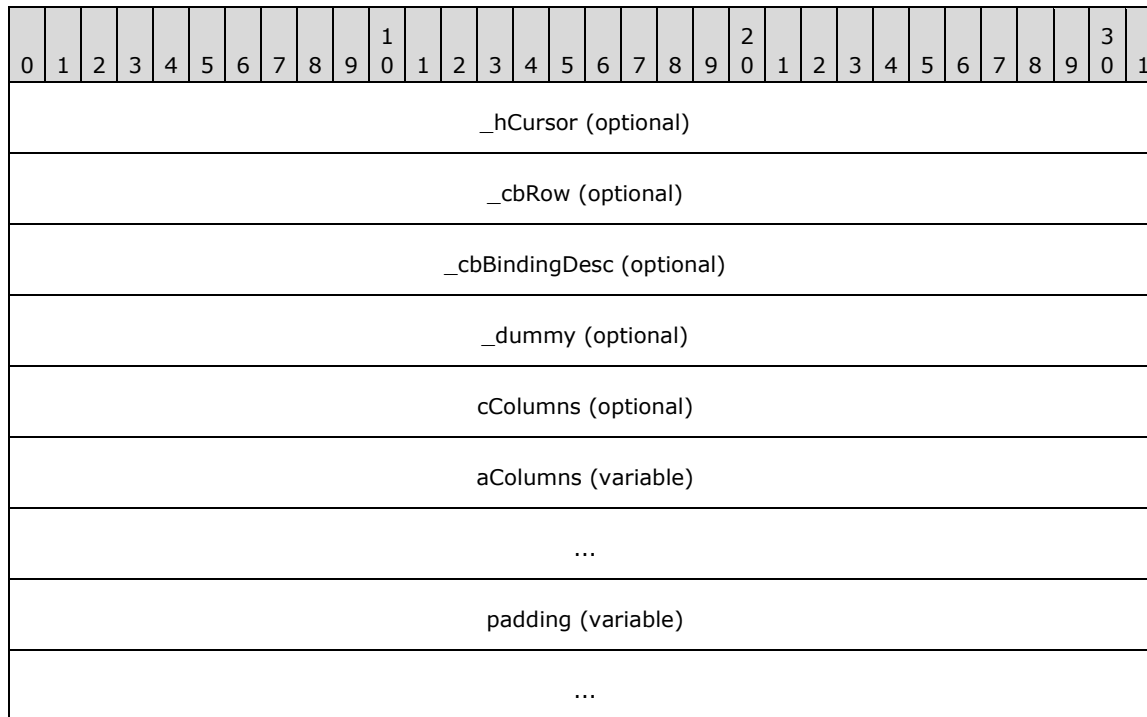 1 2 3
0 1 2 3 4 5 6 7 8 9 0 1 2 3 4 5 6 7 8 9 0 1 2 3 4 5 6 7 8 9 0 1
_hCursor (optional)
_cbRow (optional)
_cbBindingDesc (optional)
_dummy (optional)
cColumns (optional)
aColumns (variable)
...
padding (variable)
...